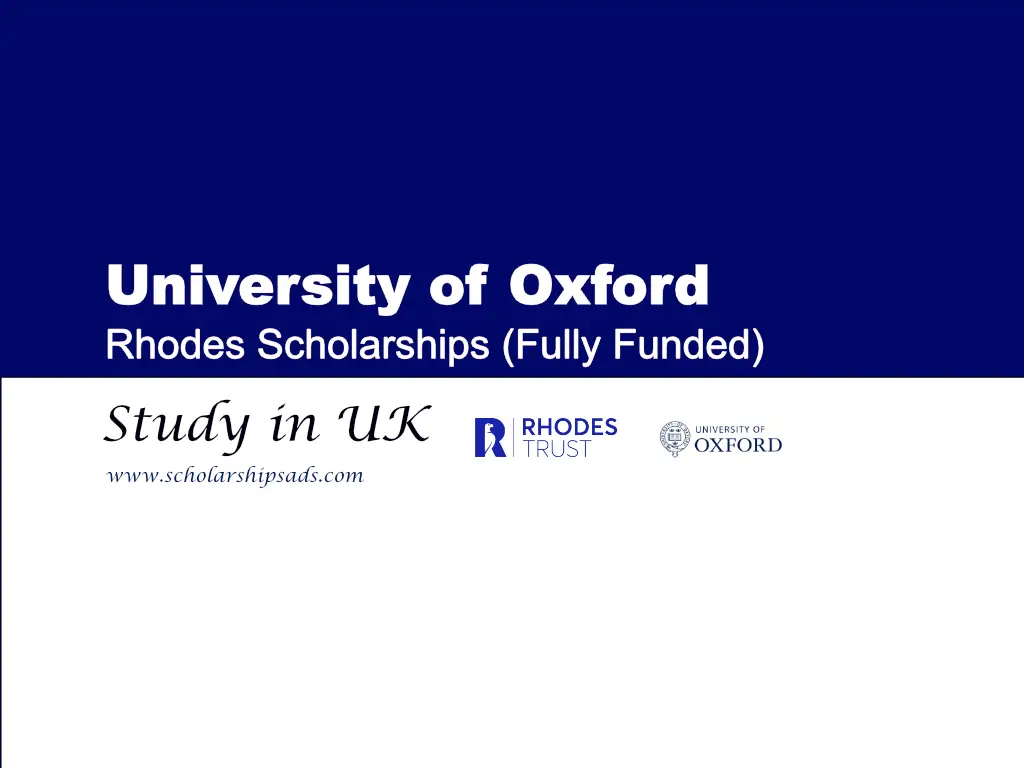 University of Oxford
Rhodes Scholarships (Fully Funded)
Study in UK
www.scholarshipsads.com
RHODES
TRUST
UNIVERSITY OF
OXFORD